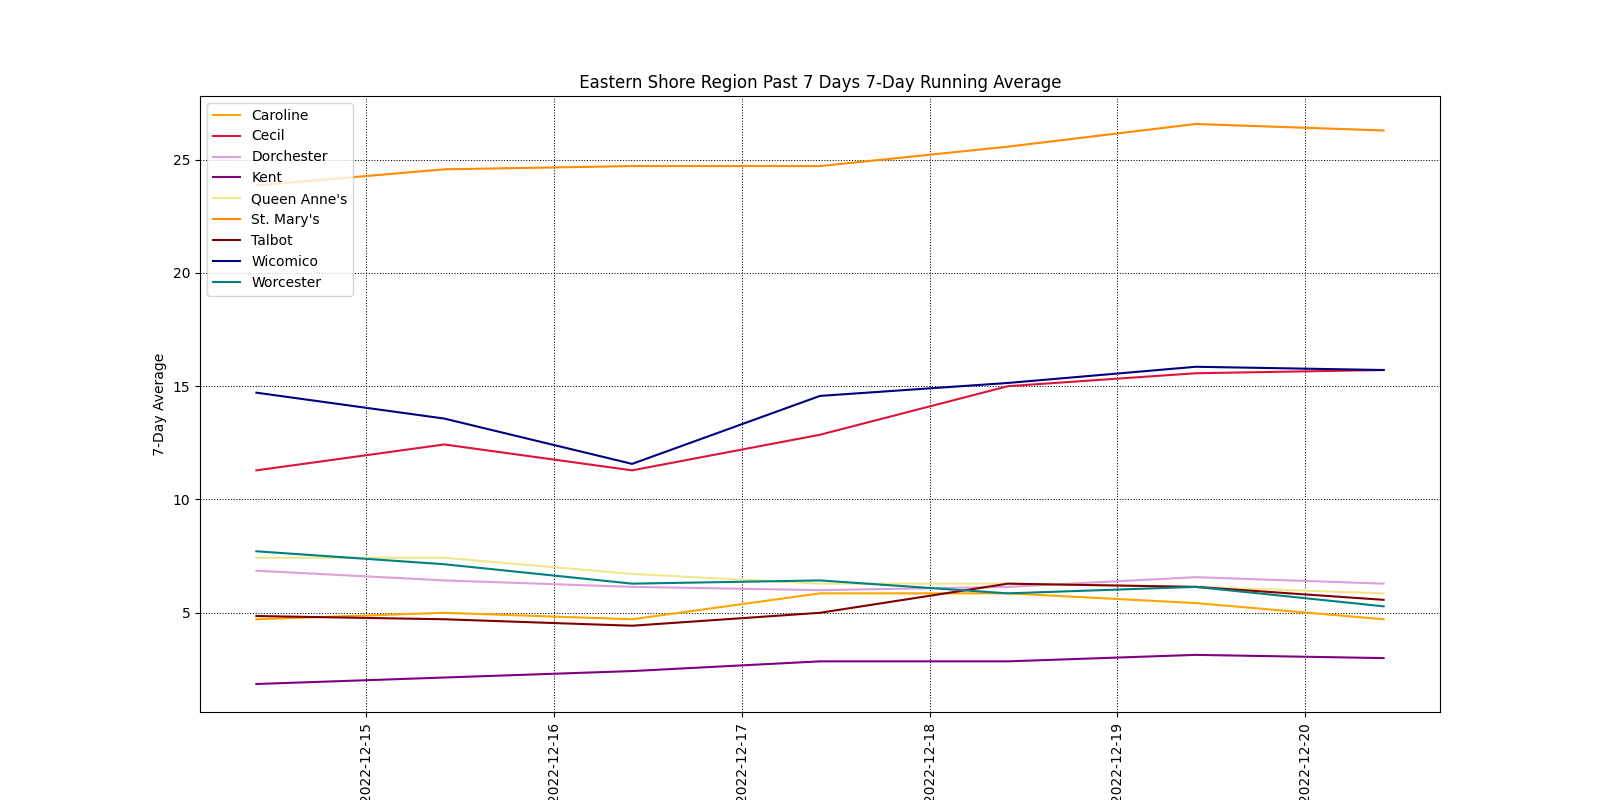 Eastern Shore Region Past 7 Days 7-Day Running Average
Caroline
Cecil
Dorchester
Kent
Queen Anne's
St. Mary's
Talbot
Wicomico
Worcester
25
20
15
10
5
7-Day Average
2022-12-15
2022-12-16
2022-12-17
2022-12-18
2022-12-19
2022-12-20